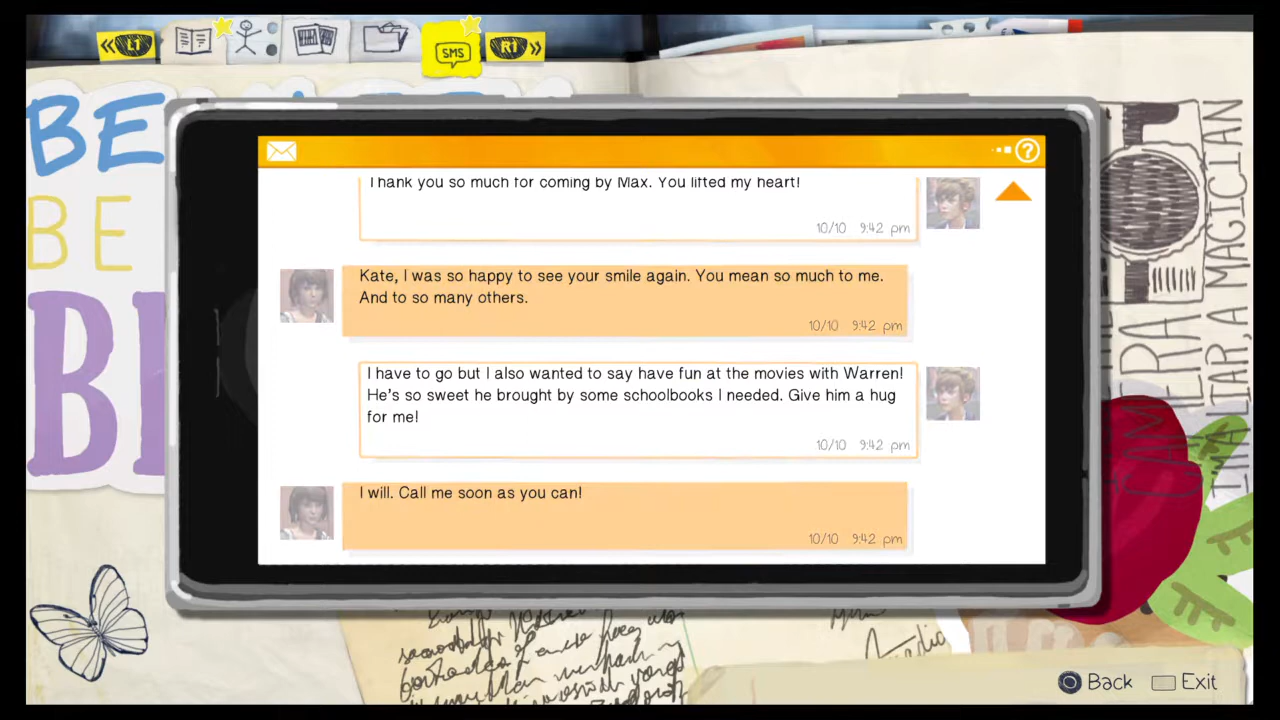 L1
SMS
R1
BE
Thank you so much for coming by Max. You lifted my heart!
10/10 9:42 pm
Kate, I was so happy to see your smile again. You mean so much to me.
And to so many others.
10/10 9:42 pm
I have to go but I also wanted to say have fun at the movies with Warren!
He's so sweet he brought by some schoolbooks I needed. Give him a hug
for me!
10/10 9:42 pm
I will. Call me soon as you can!
10/10 9:42 pm
BE
CAMERA
I'M A LIAR, A MAGICIAN
Back
Exit